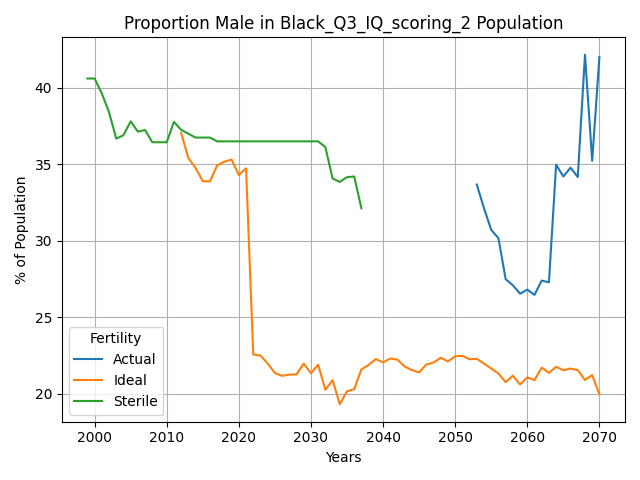 Proportion Male in Black_Q3_IQ_scoring_2 Population
% of Population
40
35
30
25
20
Fertility
Actual
Ideal
Sterile
2000 2010 2020 2030 2040 2050 2060 2070
Years